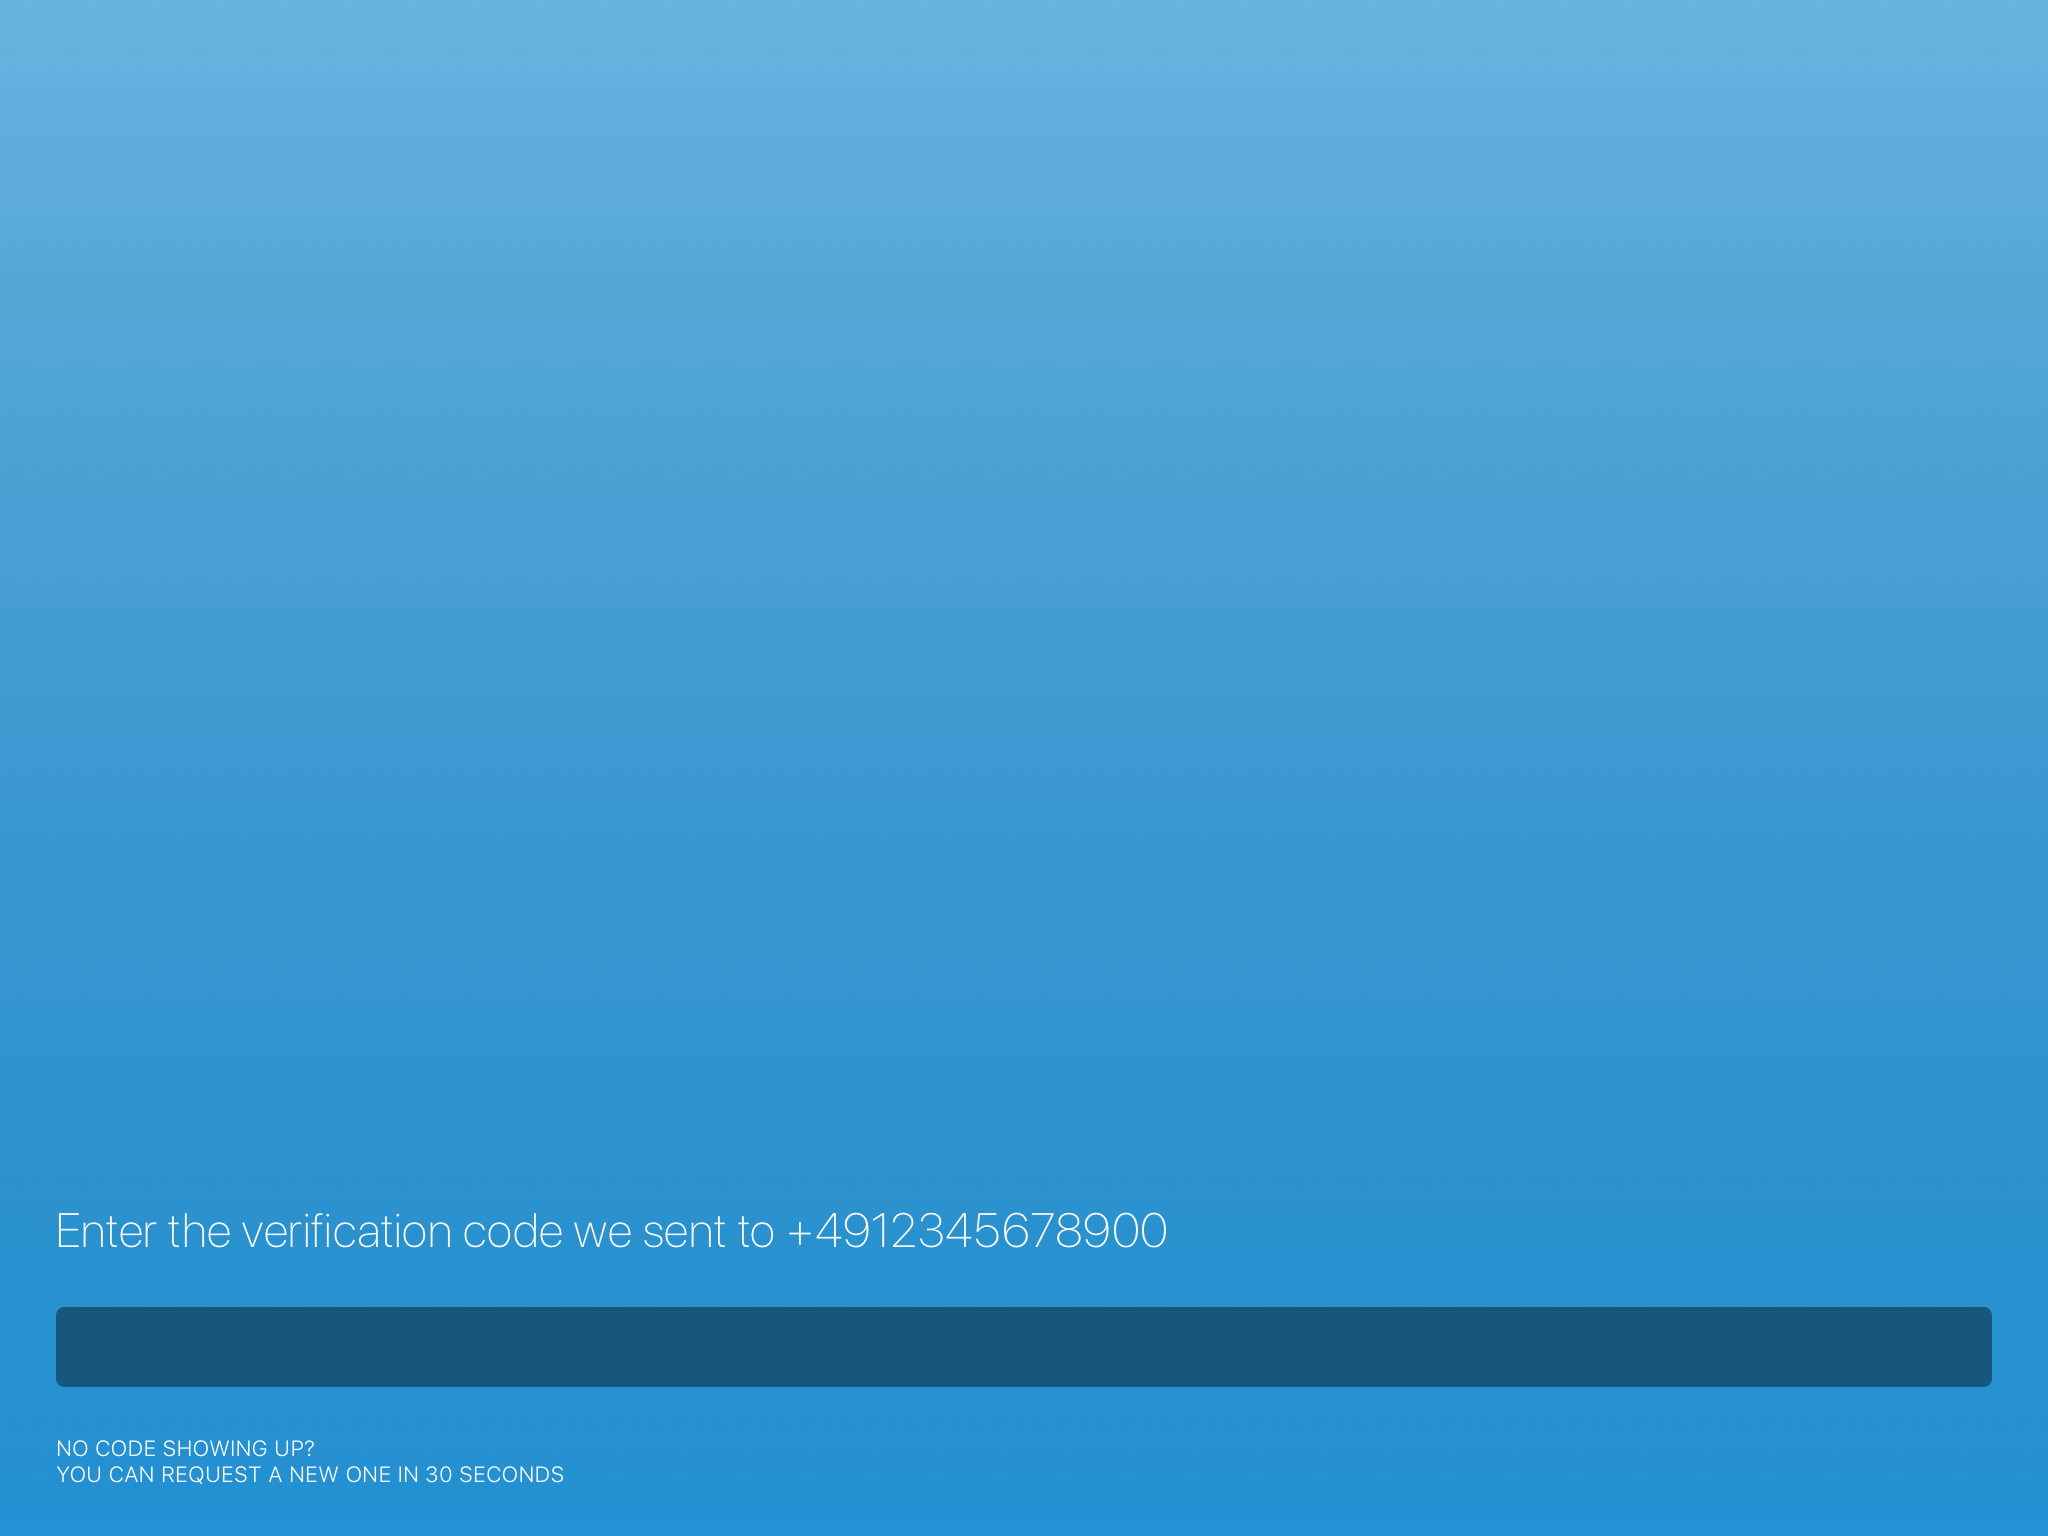 Enter the verification code we sent to +4912345678900
NO CODE SHOWING UP?
YOU CAN REQUEST A NEW ONE IN 30 SECONDS